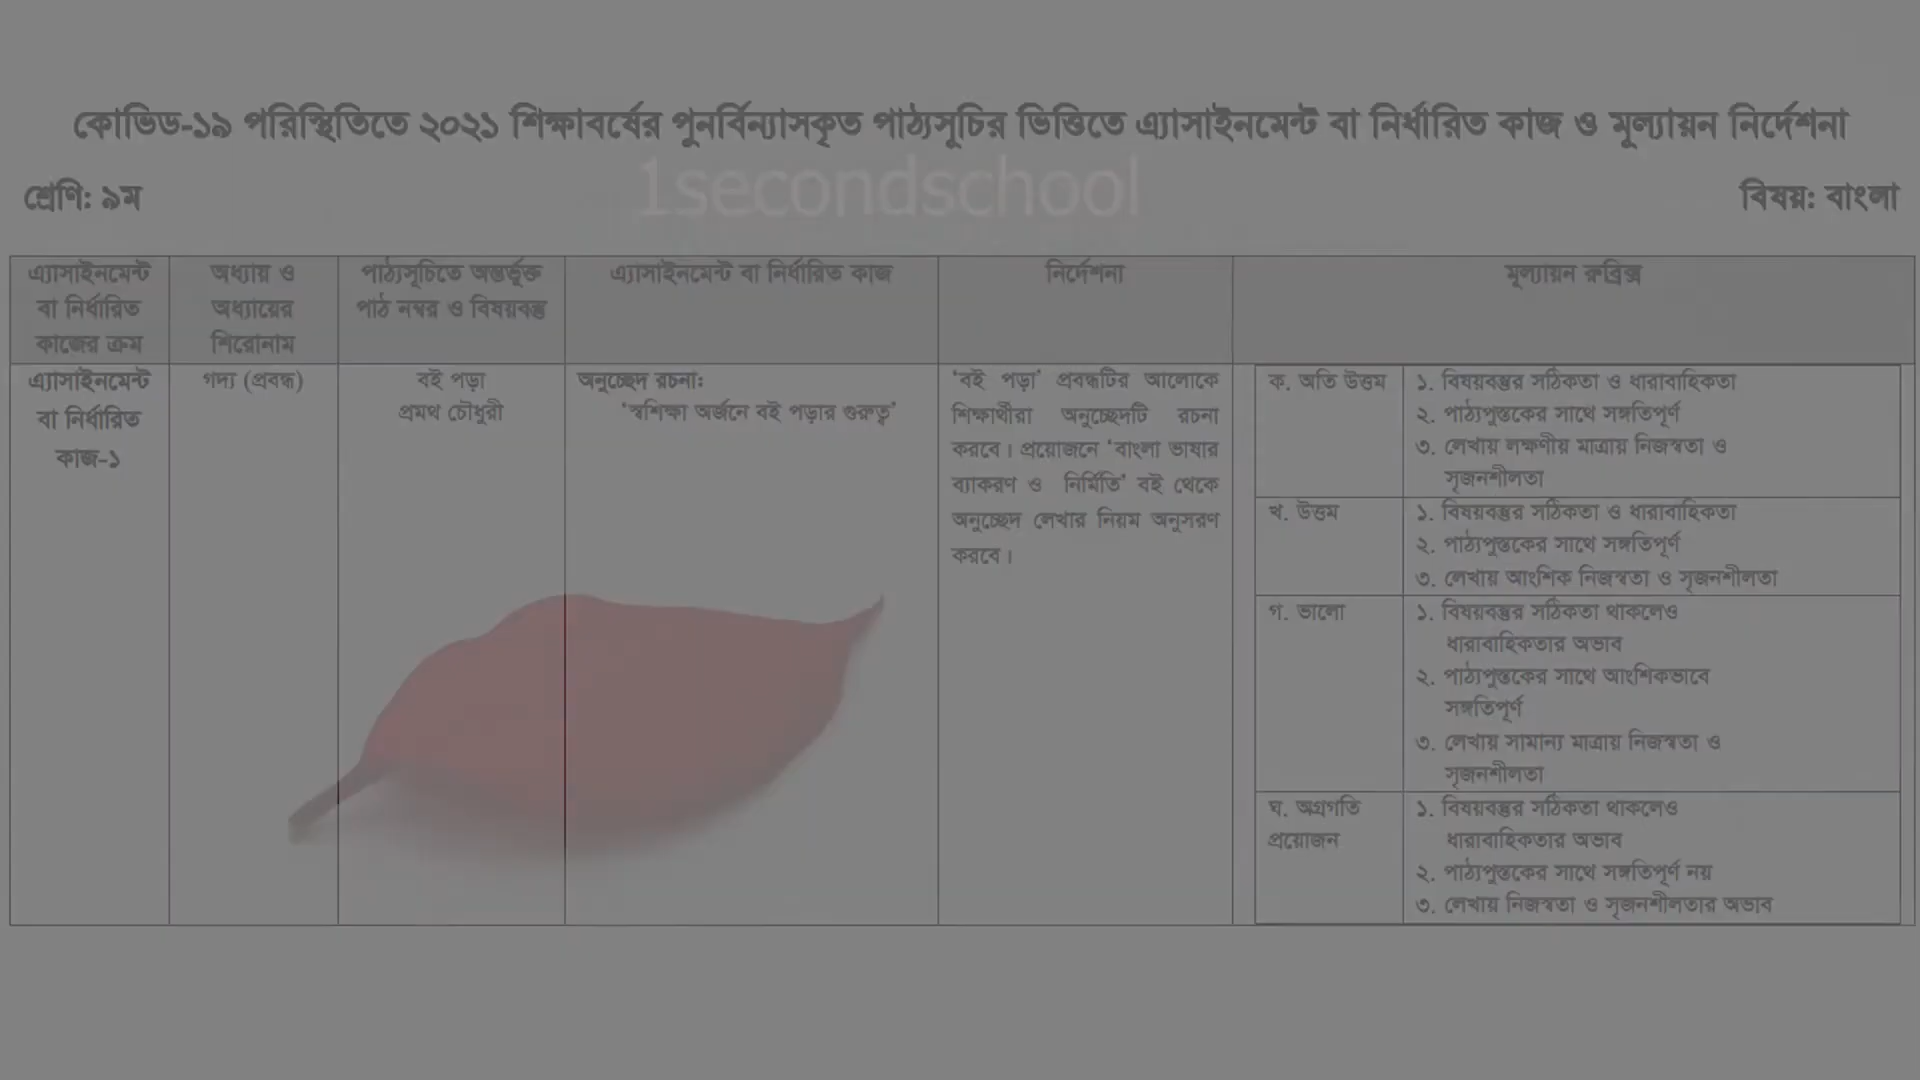 কোভিড-১৯ পরিস্থিতিতে ২০২১ শিক্ষাবর্ষের পুনর্বিন্যাসকৃত পাঠ্যসূচির ভিত্তিতে এ্যাসাইনমেন্ট বা নির্ধারিত কাজ ও মূল্যায়ন নির্দেশনা
1secondschool
শ্রেণি: ৯ম
বিষয়: বাংলা
এ্যাসাইনমেন্ট
বা নির্ধারিত
কাজের ক্রম
অধ্যায় ও
অধ্যায়ের
শিরোনাম
পাঠ্যসূচিতে অন্তর্ভূক্ত
পাঠ নম্বর ও বিষয়বস্তু
এ্যাসাইনমেন্ট বা নির্ধারিত কাজ
নির্দেশনা
মূল্যায়ন রুব্রিক্স
এ্যাসাইনমেন্ট
বা নির্ধারিত
কাজ-১
গদ্য (প্রবন্ধ)
বই পড়া
প্রমথ চৌধুরী
অনুচ্ছেদ রচনা:
‘স্বশিক্ষা অর্জনে বই পড়ার গুরুত্ব’
‘বই পড়া’ প্রবন্ধটির আলোকে
শিক্ষার্থীরা অনুচ্ছেদটি রচনা
করবে। প্রয়োজনে ‘বাংলা ভাষার
ব্যাকরণ ও নির্মিতি’ বই থেকে
অনুচ্ছেদ লেখার নিয়ম অনুসরণ
করবে।
ক. অতি উত্তম
১. বিষয়বস্তুর সঠিকতা ও ধারাবাহিকতা
২. পাঠ্যপুস্তকের সাথে সঙ্গতিপূর্ণ
৩. লেখায় লক্ষণীয় মাত্রায় নিজস্বতা ও
সৃজনশীলতা
খ. উত্তম
১. বিষয়বস্তুর সঠিকতা ও ধারাবাহিকতা
২. পাঠ্যপুস্তকের সাথে সঙ্গতিপূর্ণ
৩. লেখায় আংশিক নিজস্বতা ও সৃজনশীলতা
গ. ভালো
১. বিষয়বস্তুর সঠিকতা থাকলেও
ধারাবাহিকতার অভাব
২. পাঠ্যপুস্তকের সাথে আংশিকভাবে
সঙ্গতিপূর্ণ
৩. লেখায় সামান্য মাত্রায় নিজস্বতা ও
সৃজনশীলতা
ঘ. অগ্রগতি
প্রয়োজন
১. বিষয়বস্তুর সঠিকতা থাকলেও
ধারাবাহিকতার অভাব
২. পাঠ্যপুস্তকের সাথে সঙ্গতিপূর্ণ নয়
৩. লেখায় নিজস্বতা ও সৃজনশীলতার অভাব